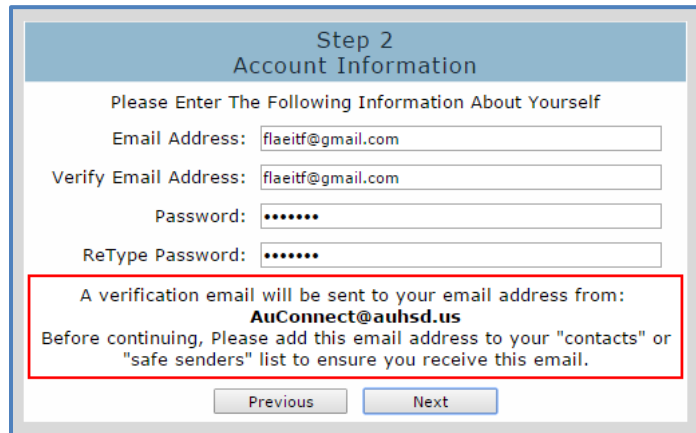 Step 2
Account Information
Please Enter The Following Information About Yourself
Email Address: flaeitf@gmail.com
Verify Email Address: flaeitf@gmail.com
Password: •••••••
ReType Password: •••••••
A verification email will be sent to your email address from:
AuConnect@auhsd.us
Before continuing, Please add this email address to your "contacts" or
"safe senders" list to ensure you receive this email.
Previous Next